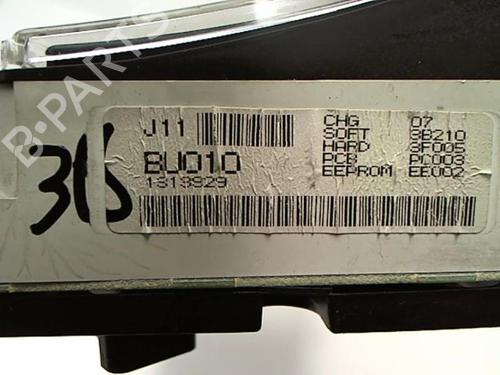 B-PARTS
36
J11
BU010
1313929
CHG 07
SOFT 3B210
HARD 3F005
PCB PC003
EEPROM EE002